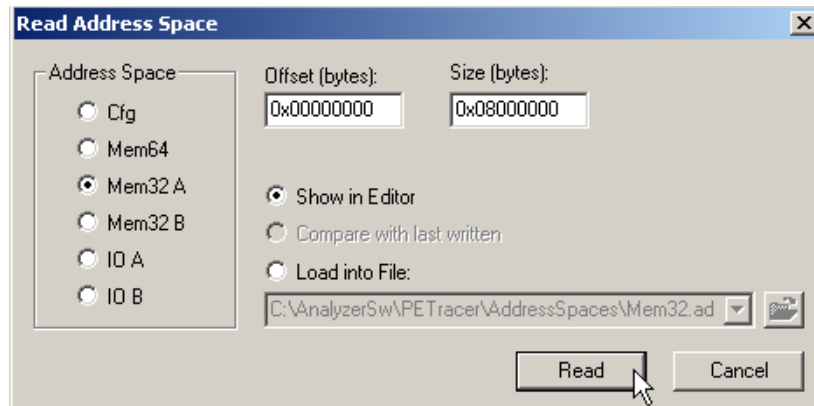 Read Address Space
Address Space
Cfg
Mem64
Mem32 A
Mem32 B
IO A
IO B
Offset (bytes):
0x00000000
Size (bytes):
0x08000000
Show in Editor
Compare with last written
Load into File:
C:\AnalyzerSw\PETracer\AddressSpaces\Mem32.ad
Read
Cancel